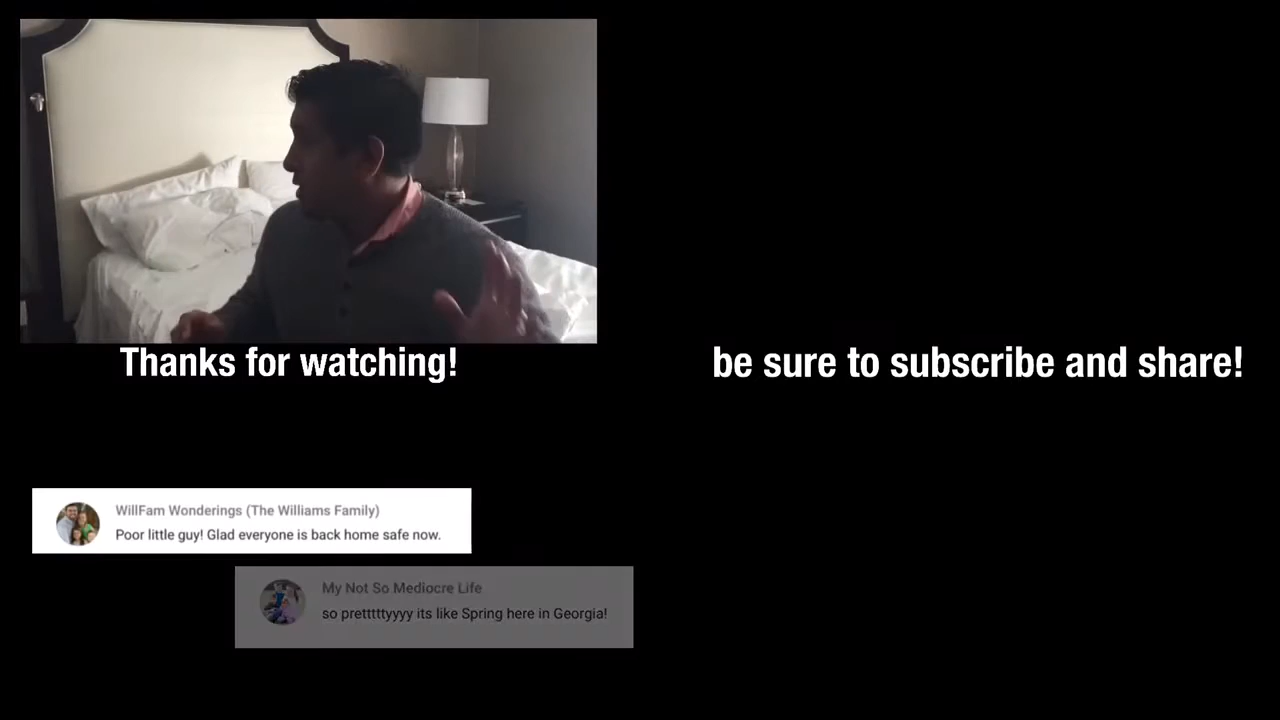 Thanks for watching!
be sure to subscribe and share!
WillFam Wonderings (The Williams Family)
Poor little guy! Glad everyone is back home safe now.
My Not So Mediocre Life
so pretttttyyyy its like Spring here in Georgia!